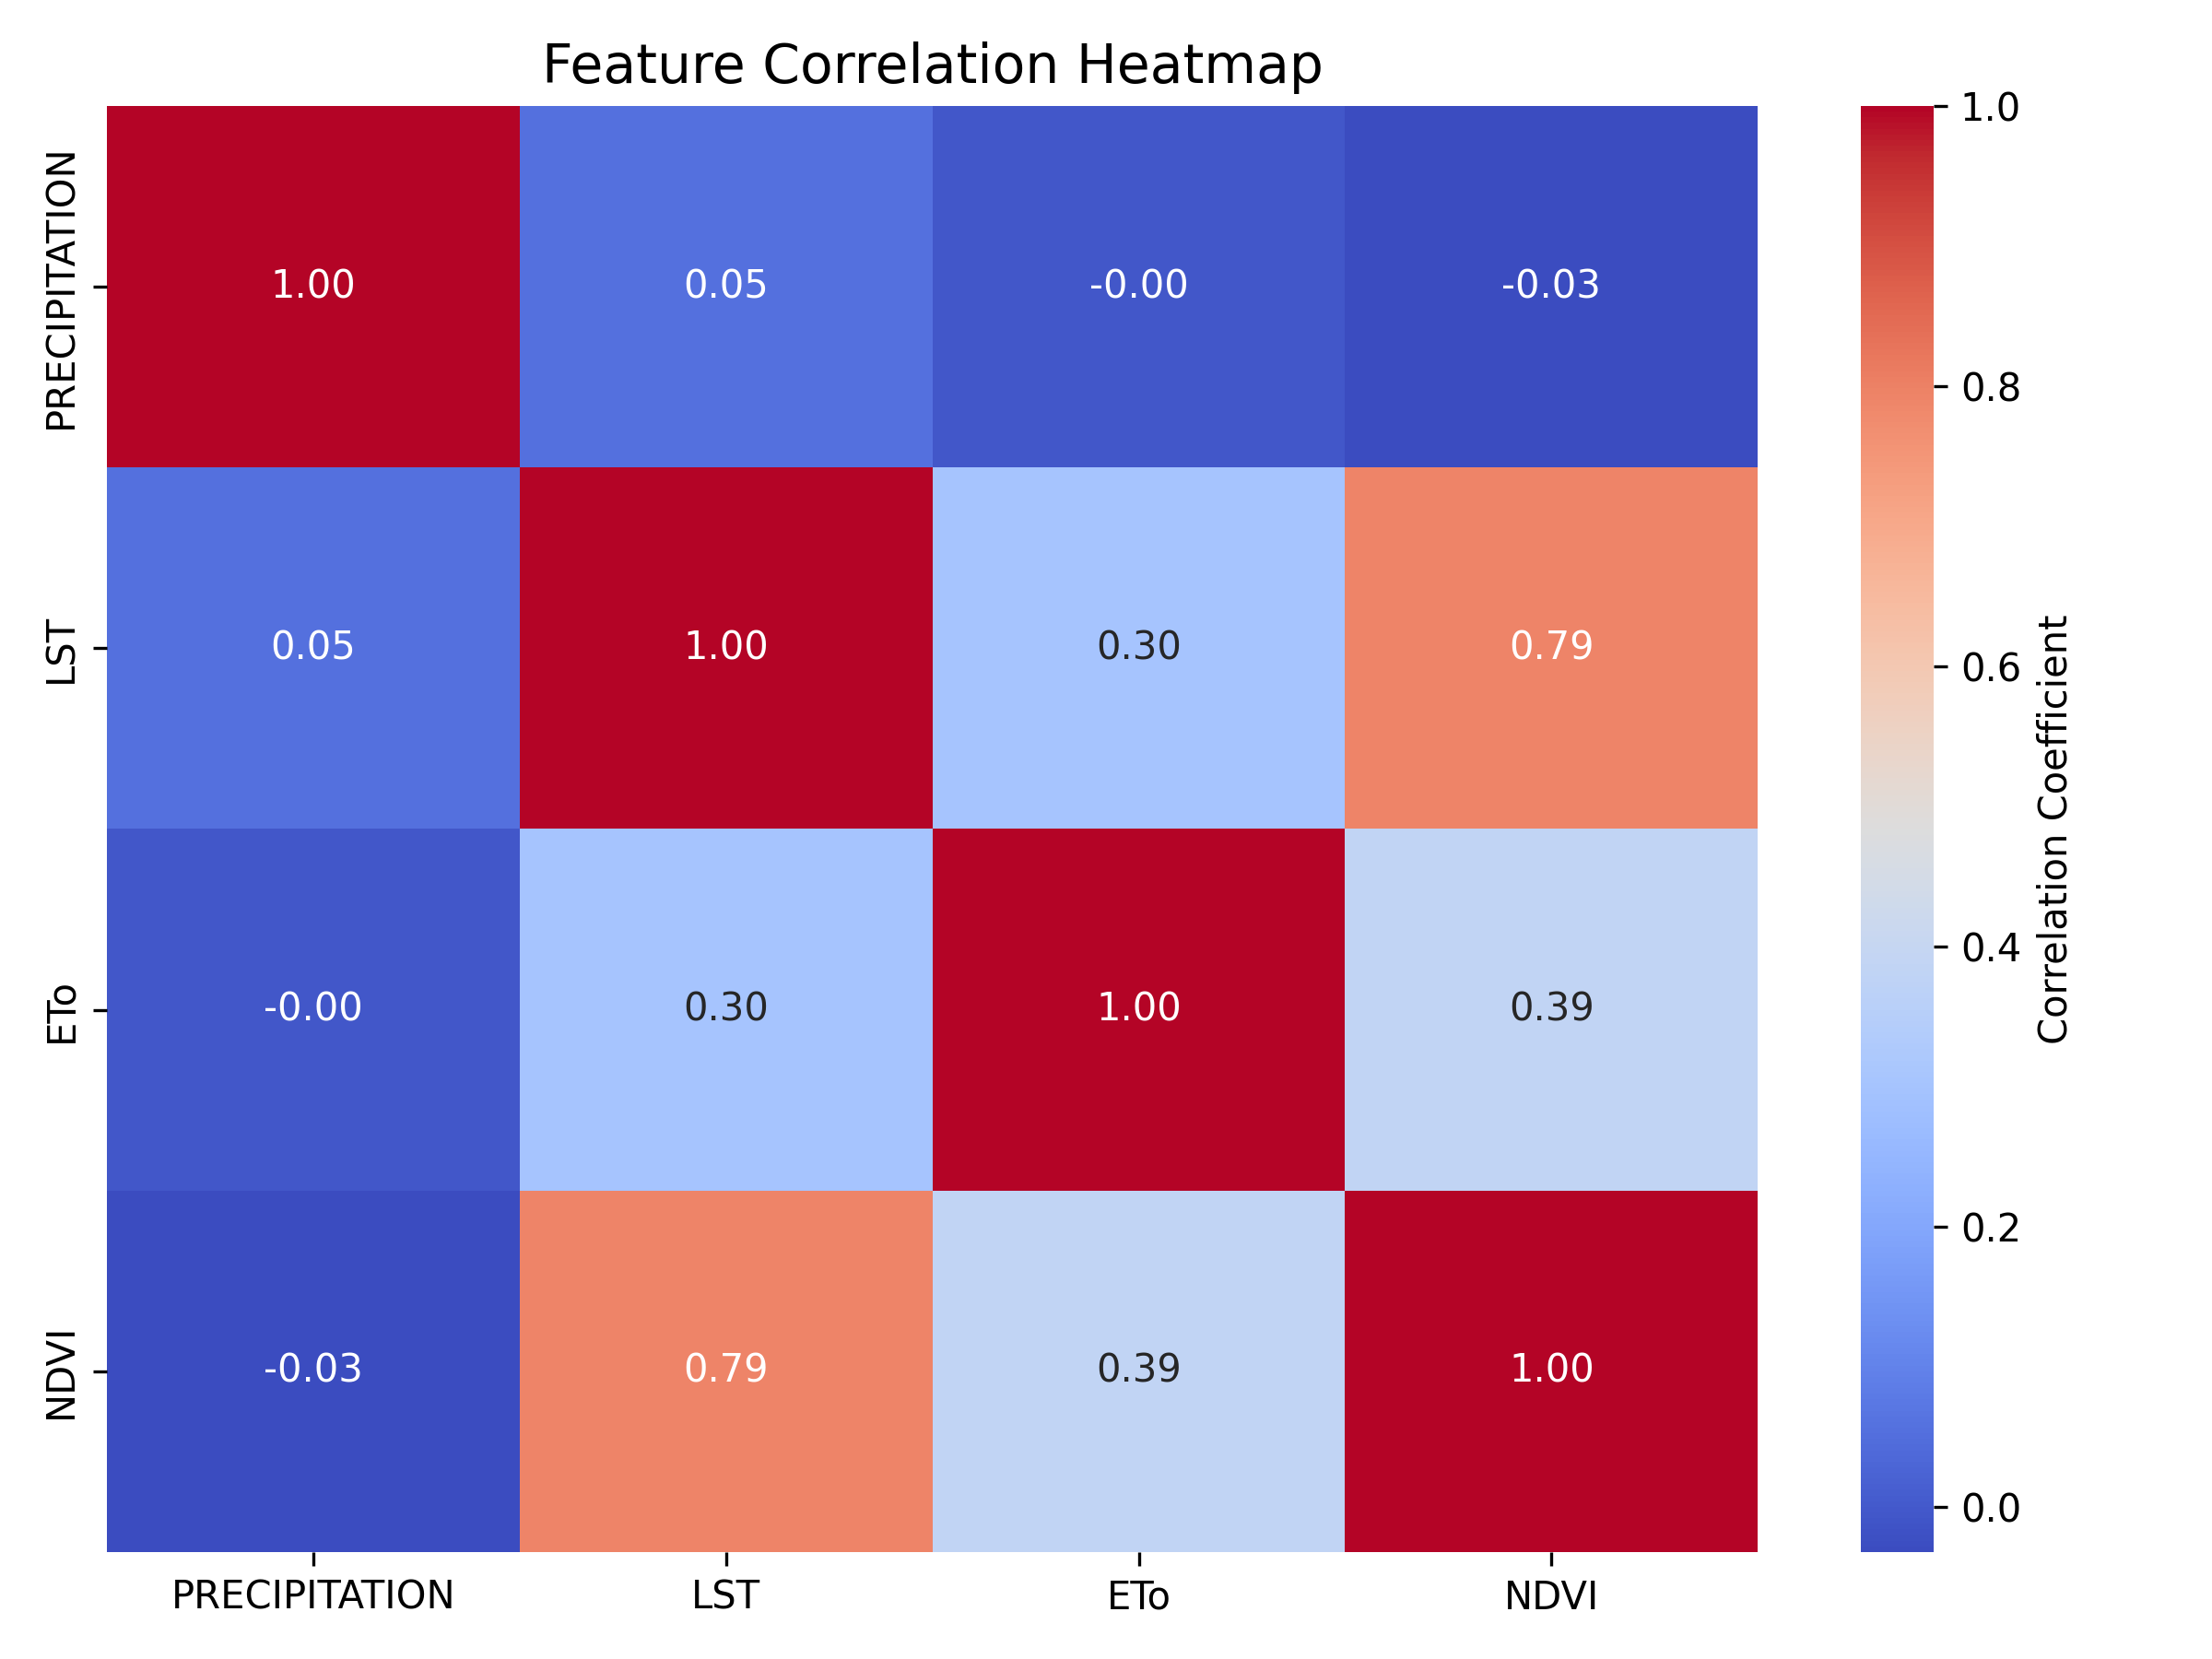 Feature Correlation Heatmap
PRECIPITATION
1.00 0.05 -0.00 -0.03
LST
0.05 1.00 0.30 0.79
ETo
-0.00 0.30 1.00 0.39
NDVI
-0.03 0.79 0.39 1.00
PRECIPITATION LST ETo NDVI
1.0
0.8
0.6
0.4
0.2
0.0
Correlation Coefficient